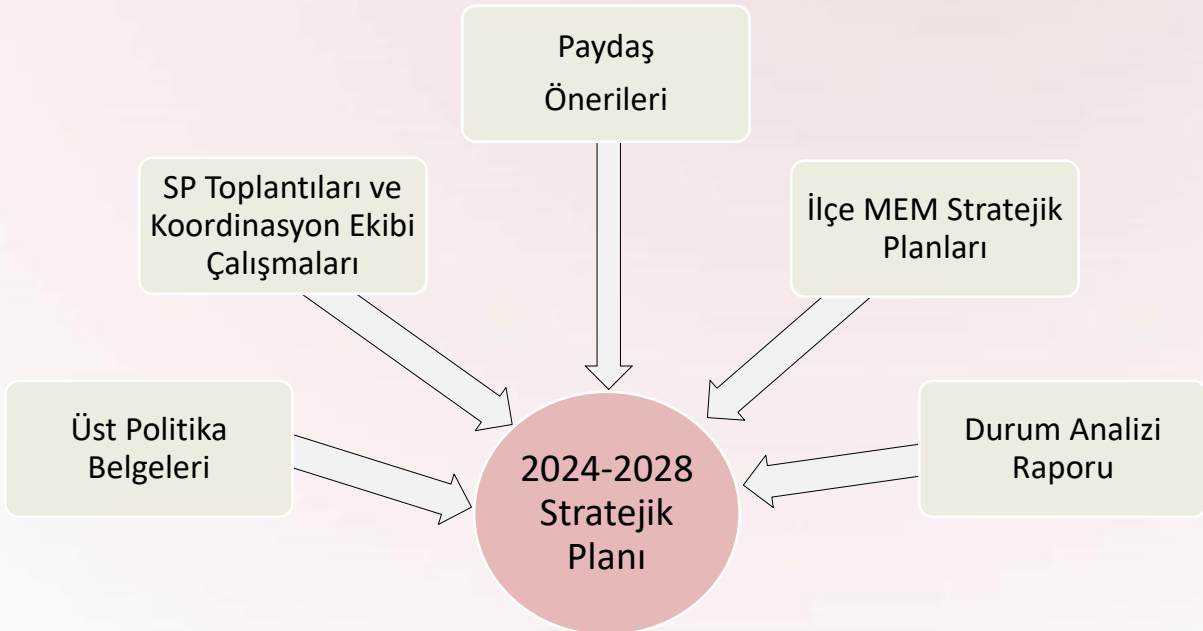 Paydaş
Önerileri
SP Toplantıları ve
Koordinasyon Ekibi
Çalışmaları
İlçe MEM Stratejik
Planları
Üst Politika
Belgeleri
2024-2028
Stratejik
Planı
Durum Analizi
Raporu